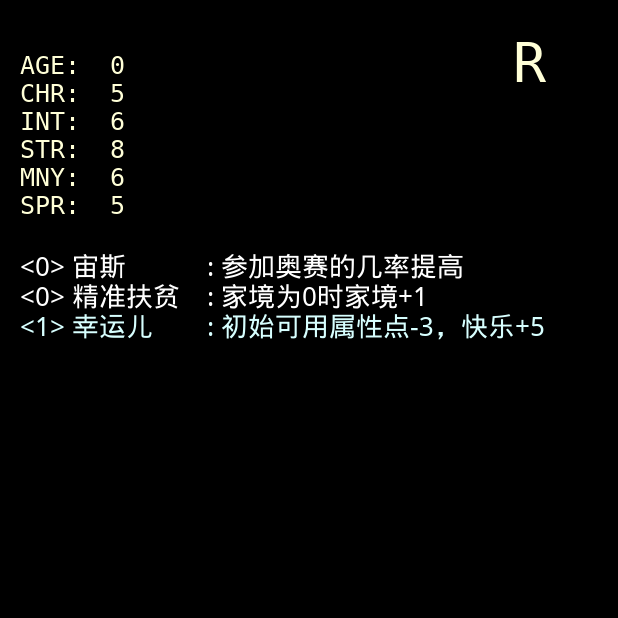 R
AGE: 0
CHR: 5
INT: 6
STR: 8
MNY: 6
SPR: 5
<0> 宙斯 : 参加奥赛的几率提高
<0> 精准扶贫 : 家境为0时家境+1
<1> 幸运儿 : 初始可用属性点-3，快乐+5